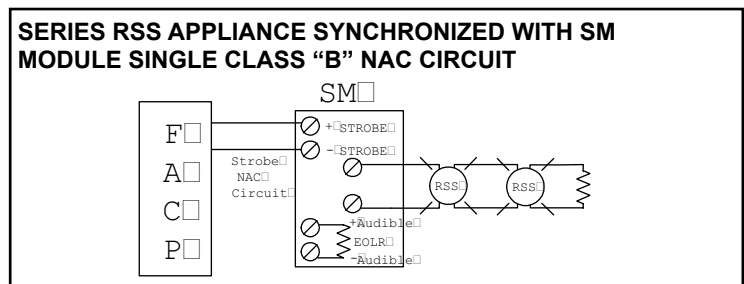 SERIES RSS APPLIANCE SYNCHRONIZED WITH SM
MODULE SINGLE CLASS “B” NAC CIRCUIT
SM
F
A
C
P
Strobe
NAC
Circuit
+ STROBE
- STROBE
RSS
RSS
+Audible
EOLR
-Audible